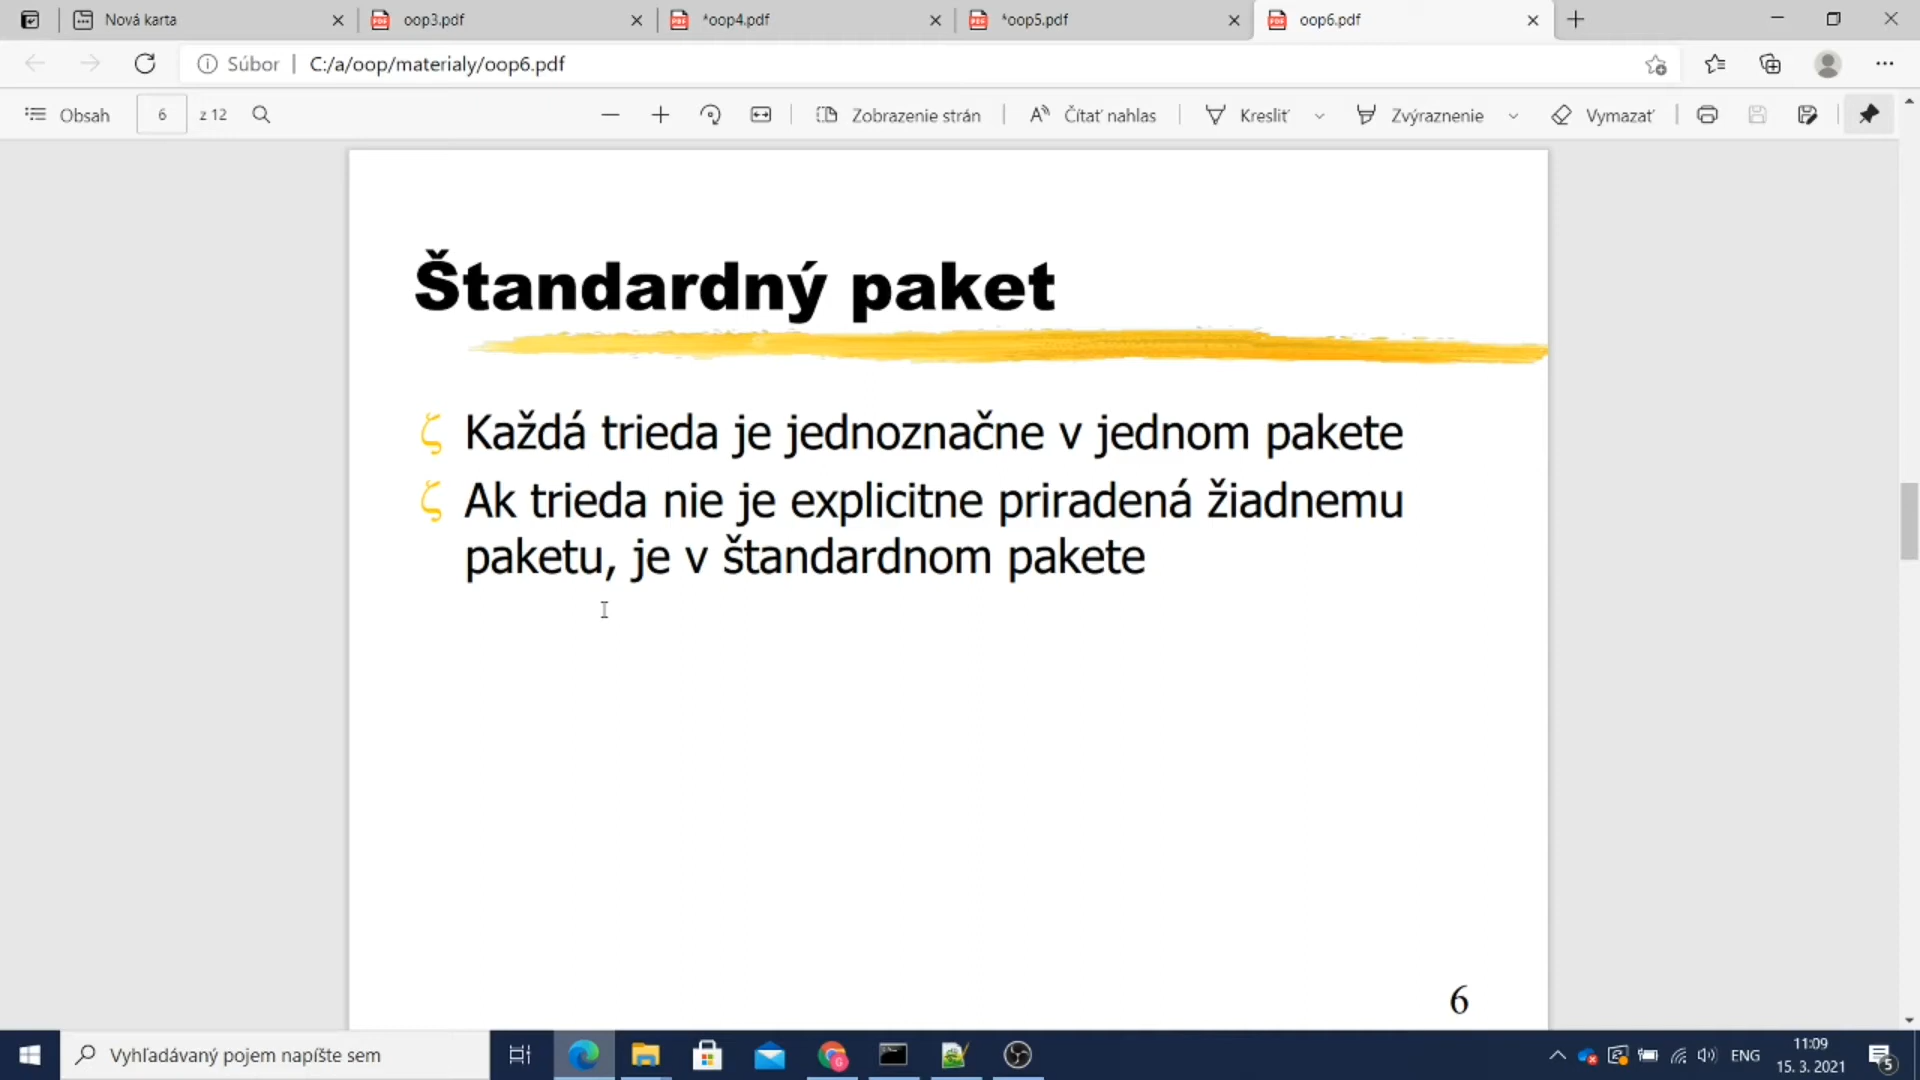 Nová karta
oop3.pdf
*oop4.pdf
*oop5.pdf
oop6.pdf
Súbor
C:/a/oop/materialy/oop6.pdf
Obsah
6
z 12
Zobrazenie strán
Čítať nahlas
Kresliť
Zvýraznenie
Vymazať
Štandardný paket
Každá trieda je jednoznačne v jednom pakete
Ak trieda nie je explicitne priradená žiadnemu
paketu, je v štandardnom pakete
6
Vyhľadávaný pojem napíšte sem
ENG
11:09
15. 3. 2021
5